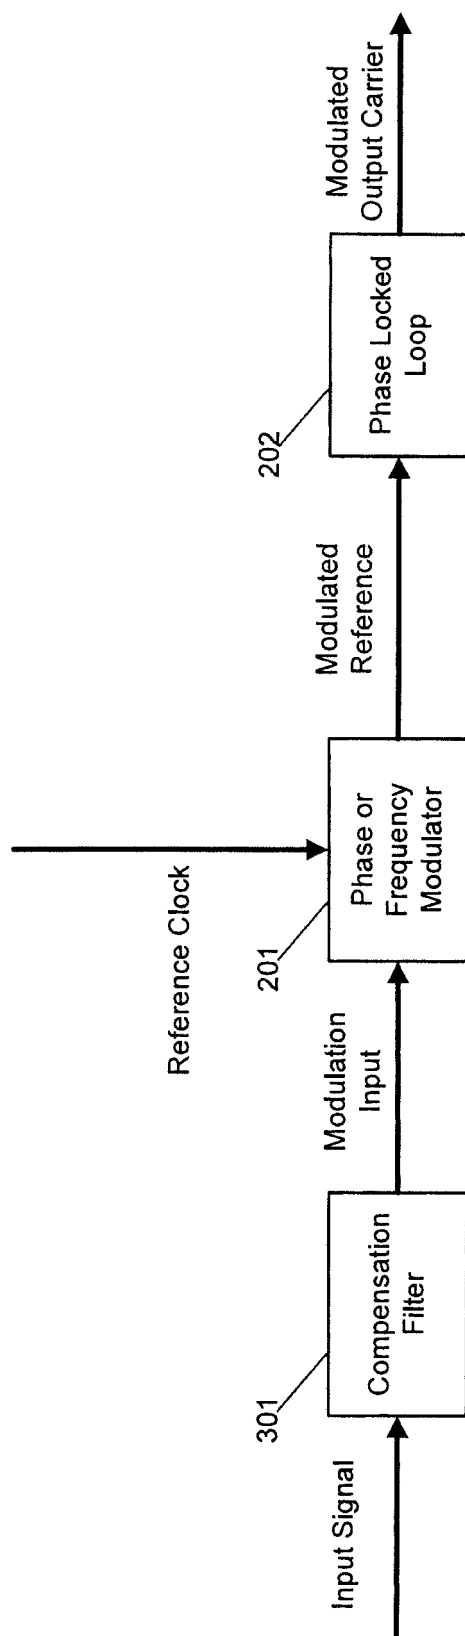 Input Signal
301
Compensation
Filter
Modulation
Input
Reference Clock
201
Phase or
Frequency
Modulator
Modulated
Reference
202
Phase Locked
Loop
Modulated
Output Carrier